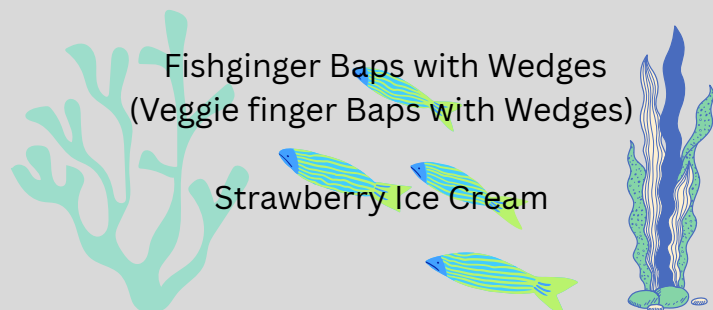 Fishginger Baps with Wedges
(Veggie finger Baps with Wedges)
Strawberry Ice Cream